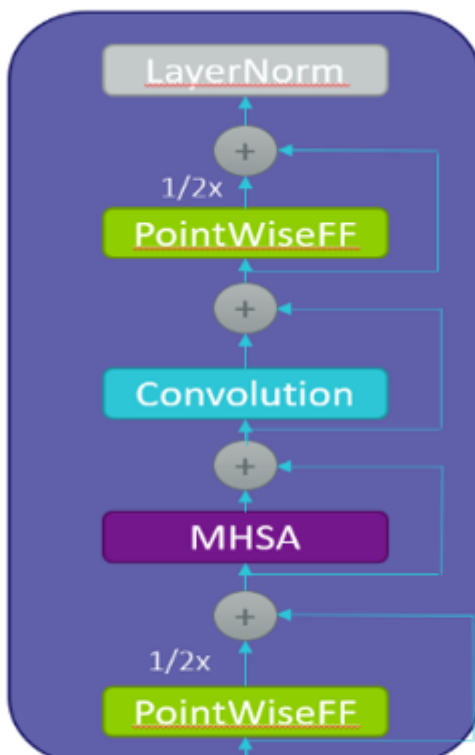 LayerNorm
+
1/2x
PointWiseFF
+
Convolution
+
MHSA
+
1/2x
PointWiseFF